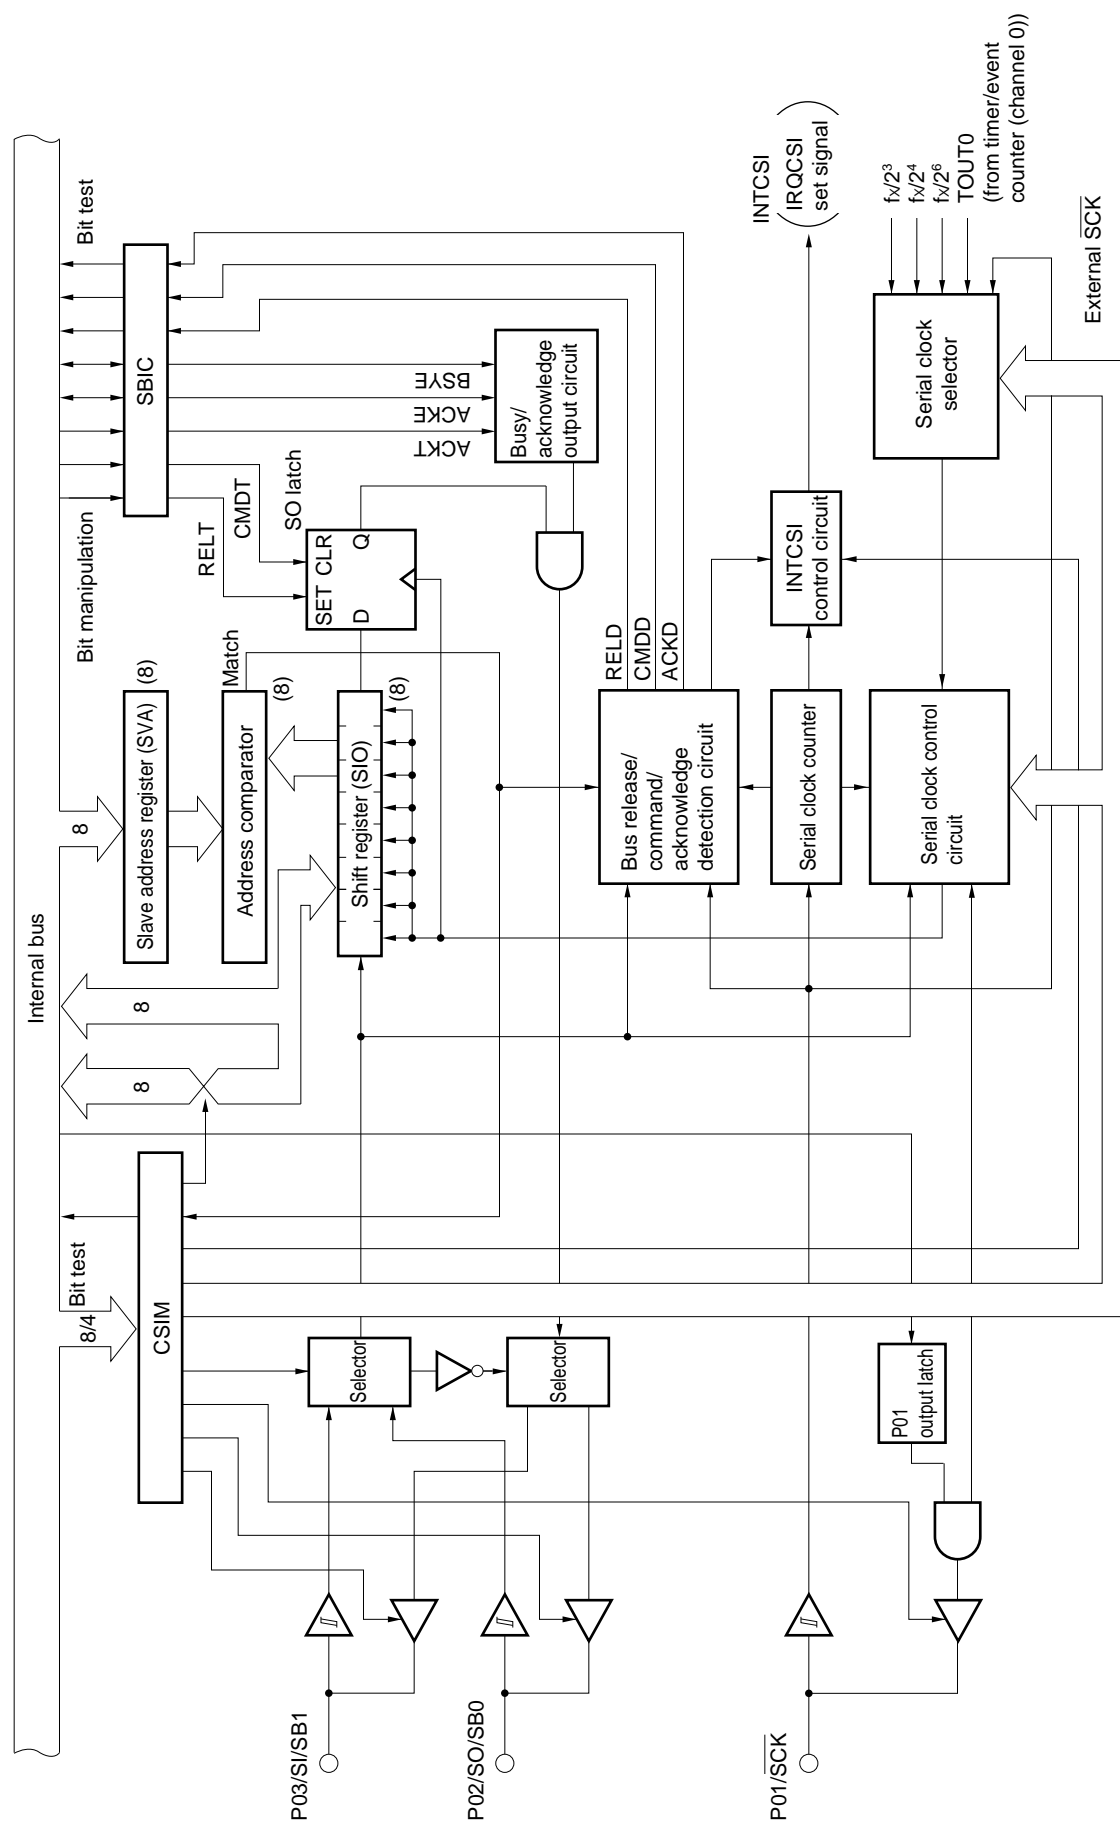 Internal bus
8/4
Bit test
8
8
8
Bit manipulation
Bit test
CSIM
Slave address register (SVA)
(8)
SBIC
Address comparator
Match
(8)
RELT
CMDT
ACKT
ACKE
BSYE
P03/SI/SB1
Selector
Shift register (SIO)
(8)
SET CLR
D
Q
SO latch
P02/SO/SB0
Selector
Busy/
acknowledge
output circuit
Bus release/
command/
acknowledge
detection circuit
RELD
CMDD
ACKD
P01/SCK
Serial clock counter
INTCSI
control circuit
INTCSI
IRQCSI
set signal
P01
output latch
Serial clock control
circuit
Serial clock
selector
fX/2³
fX/2⁴
fX/2⁶
TOUT0
(from timer/event
counter (channel 0))
External SCK